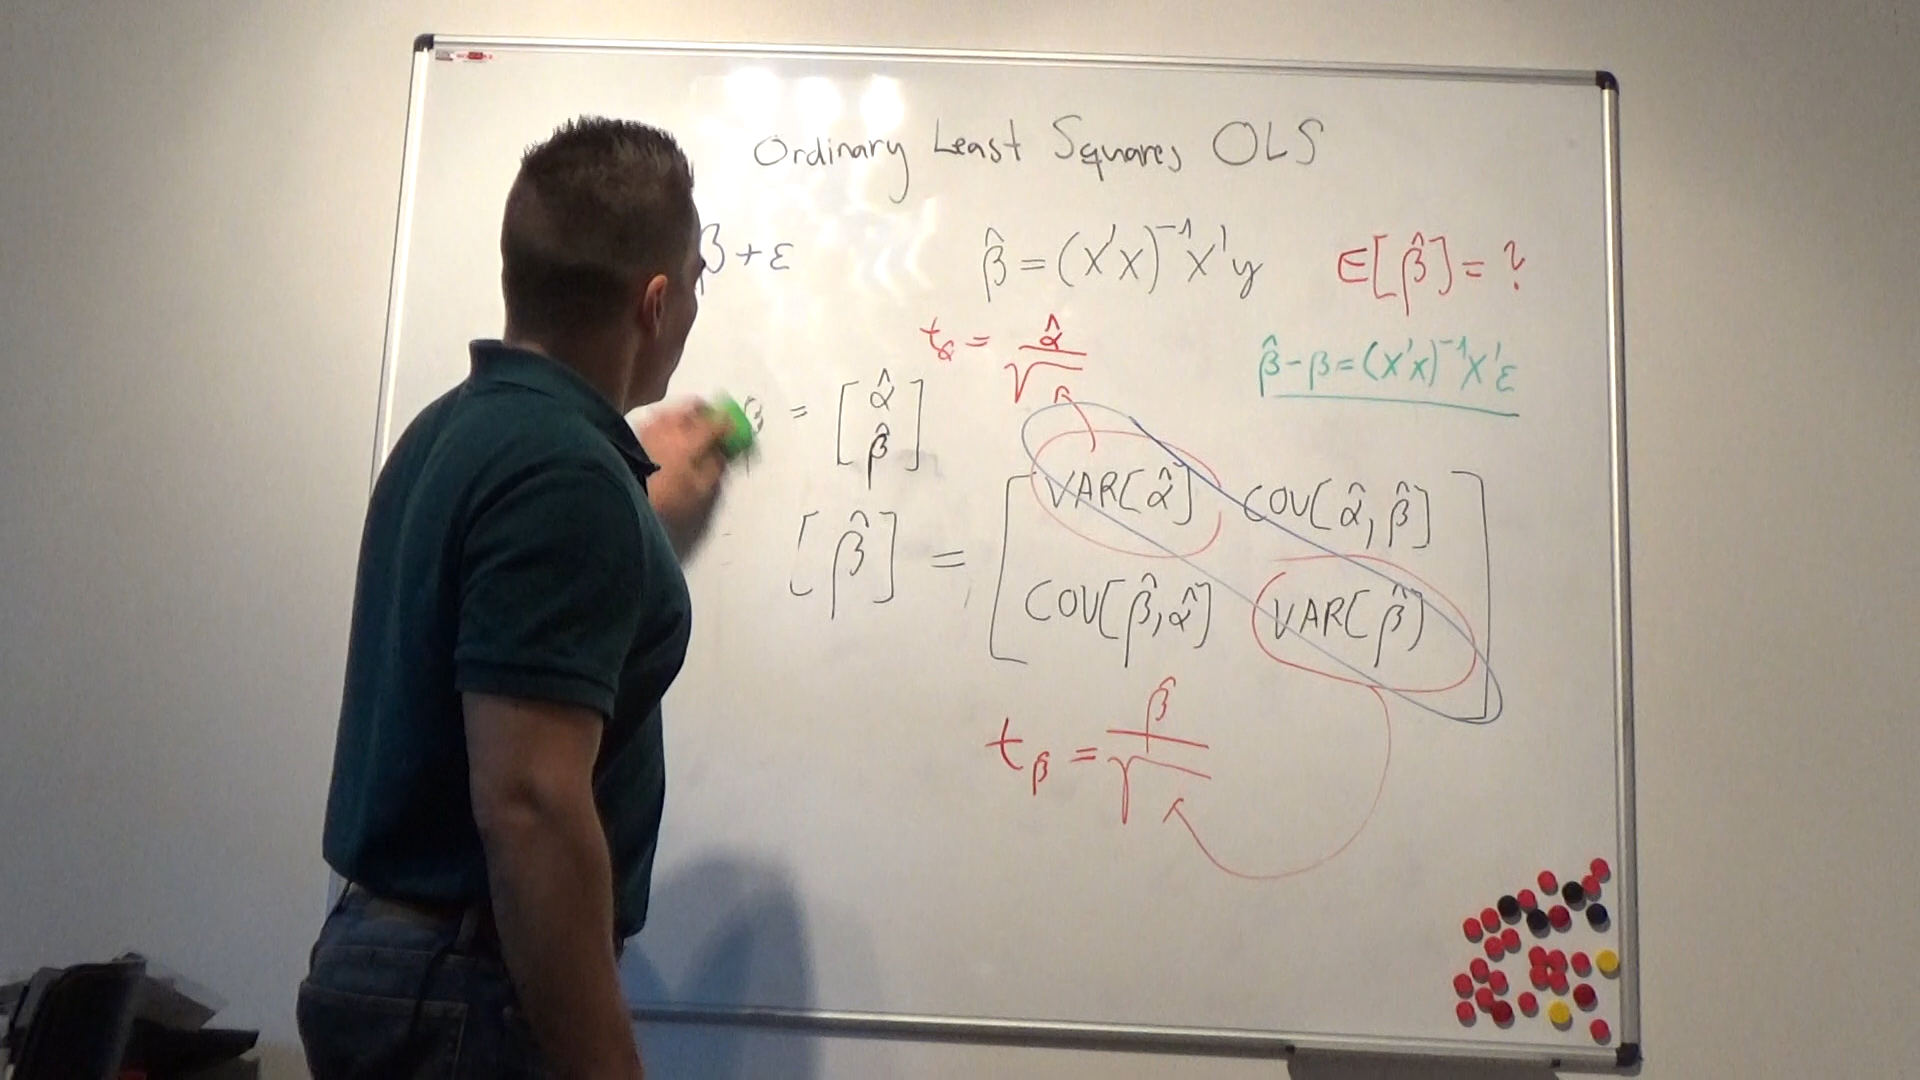 Ordinary Least Squares OLS
β + ε
β̂ = (X'X)⁻¹X'y
E[β̂] = ?
t_α̂ = α̂ / √
β̂ - β = (X'X)⁻¹X'ε
β = [α̂
β̂]
[β̂] = [VAR[α̂] COV[α̂, β̂]
COV[β̂, α̂] VAR[β̂]]
t_β̂ = β̂ / √